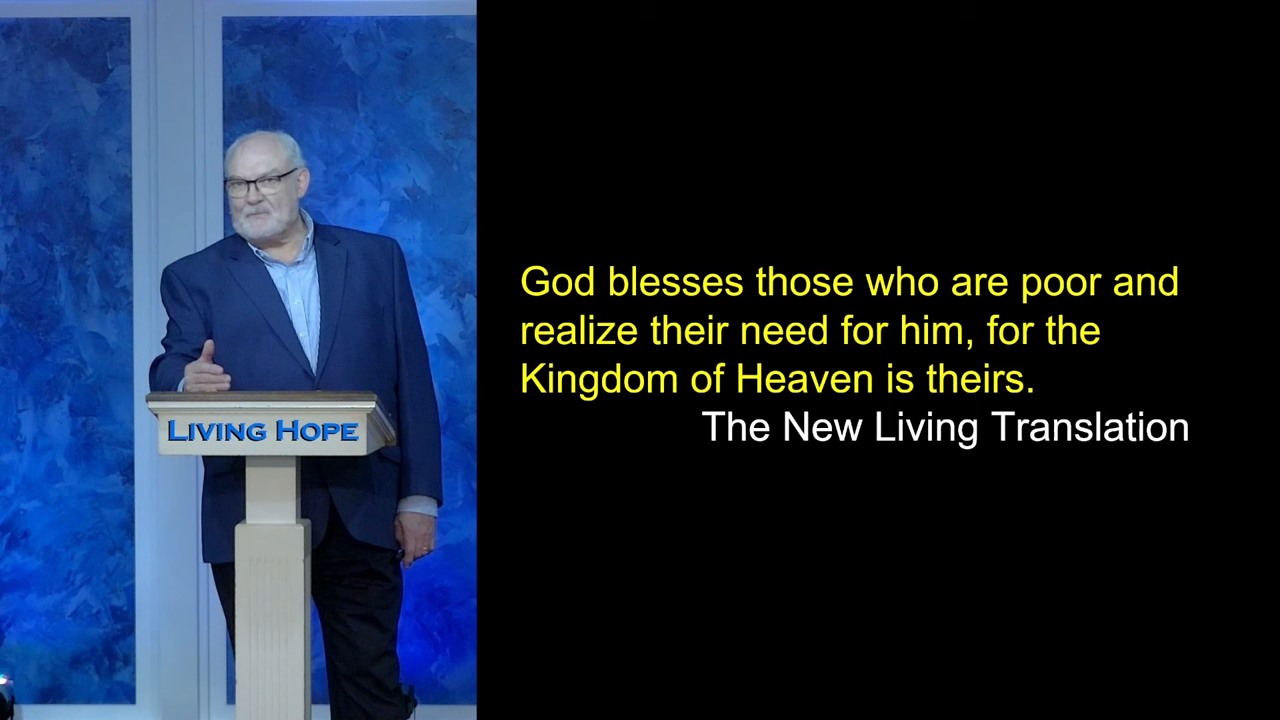 LIVING HOPE
God blesses those who are poor and
realize their need for him, for the
Kingdom of Heaven is theirs.
The New Living Translation